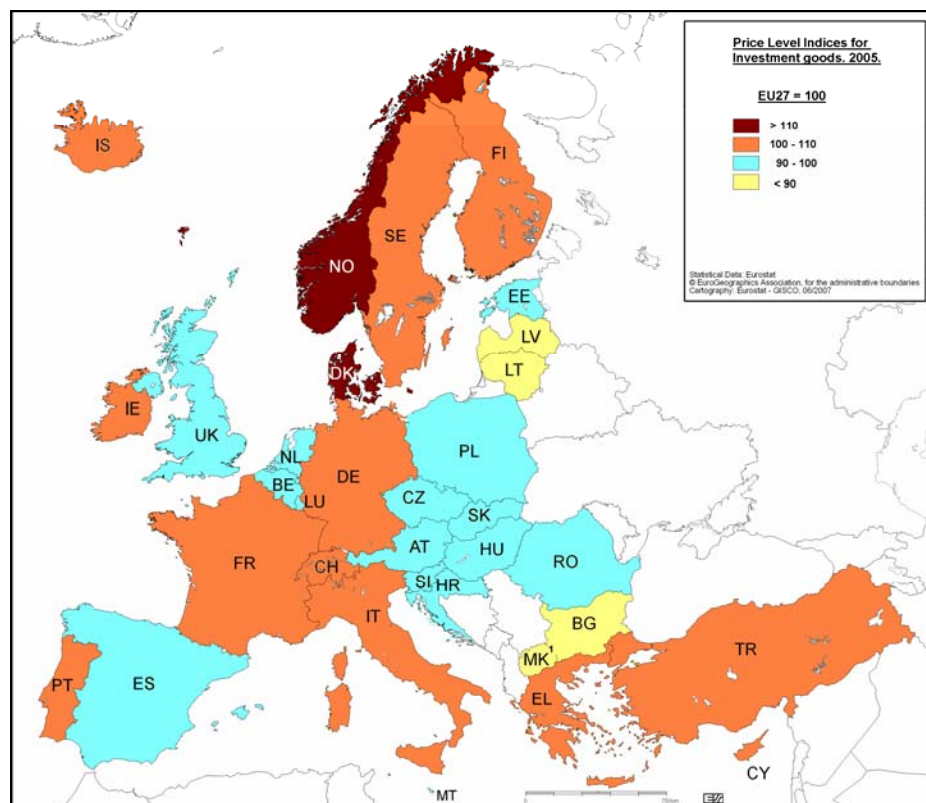 Price Level Indices for
Investment goods. 2005.
EU27 = 100
> 110
100 - 110
90 - 100
< 90
Statistical Data: Eurostat
© EuroGeographics Association, for the administrative boundaries
Cartography: Eurostat - GISCO, 06/2007
IS
FI
SE
NO
EE
LV
DK
LT
IE
UK
NL
PL
BE
DE
LU
CZ
SK
AT
HU
FR
CH
RO
SI
HR
IT
BG
MK¹
TR
PT
ES
EL
CY
MT
0